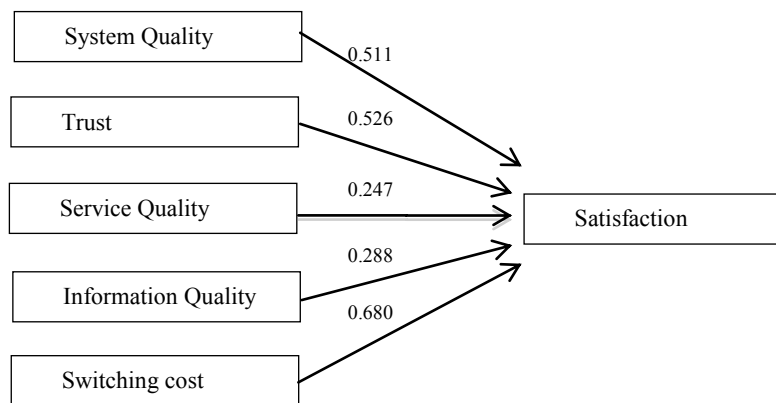 System Quality
0.511
Trust
0.526
Service Quality
0.247
Satisfaction
0.288
Information Quality
0.680
Switching cost